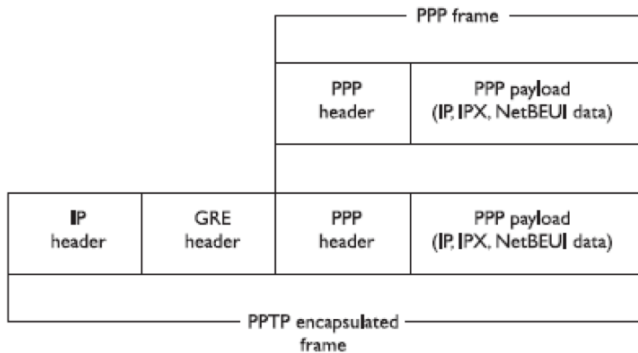 PPP frame
PPP
header
PPP payload
(IP, IPX, NetBEUI data)
IP
header
GRE
header
PPP
header
PPP payload
(IP, IPX, NetBEUI data)
PPTP encapsulated
frame